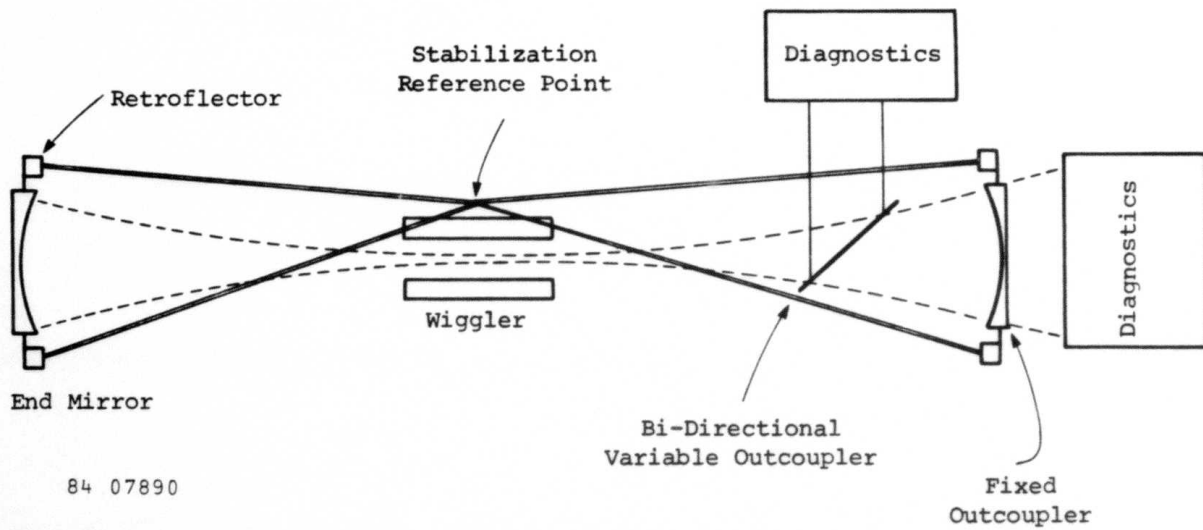 Stabilization
Reference Point
Diagnostics
Retroflector
Diagnostics
Wiggler
End Mirror
Bi-Directional
Variable Outcoupler
Fixed
Outcoupler
84 07890